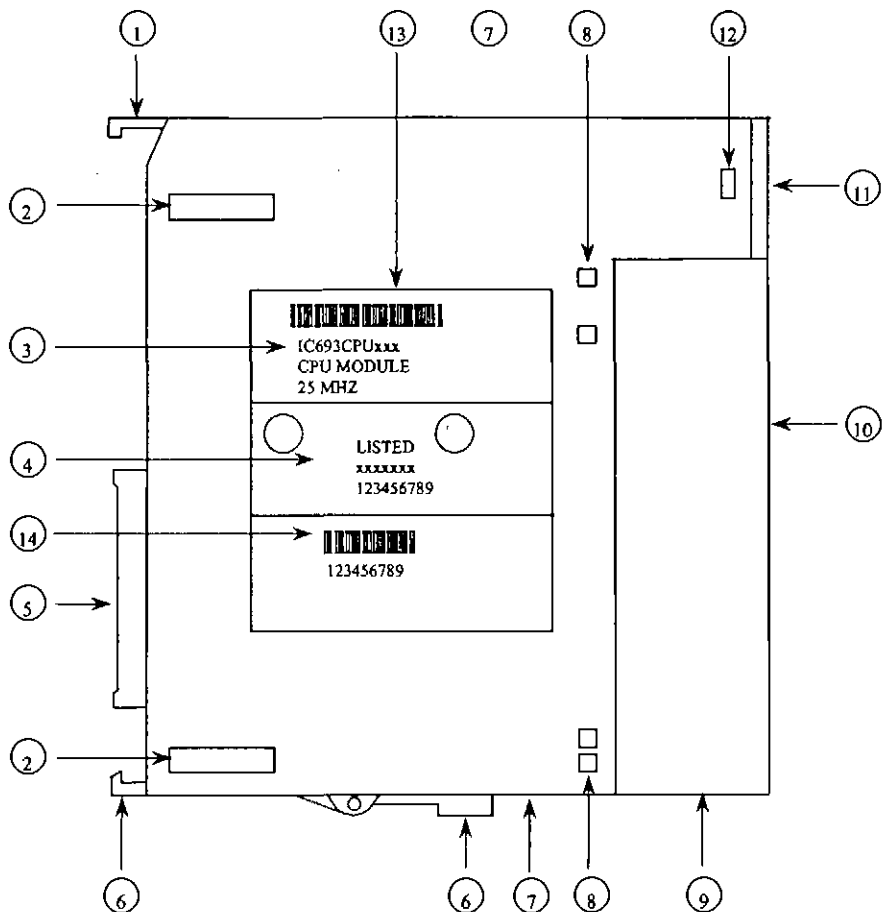 1 13 7 8 12
2
11
3
IC693CPUxxx
CPU MODULE
25 MHZ
10
4
LISTED
xxxxxxx
123456789
14
123456789
5
2
6 6 7 8 9